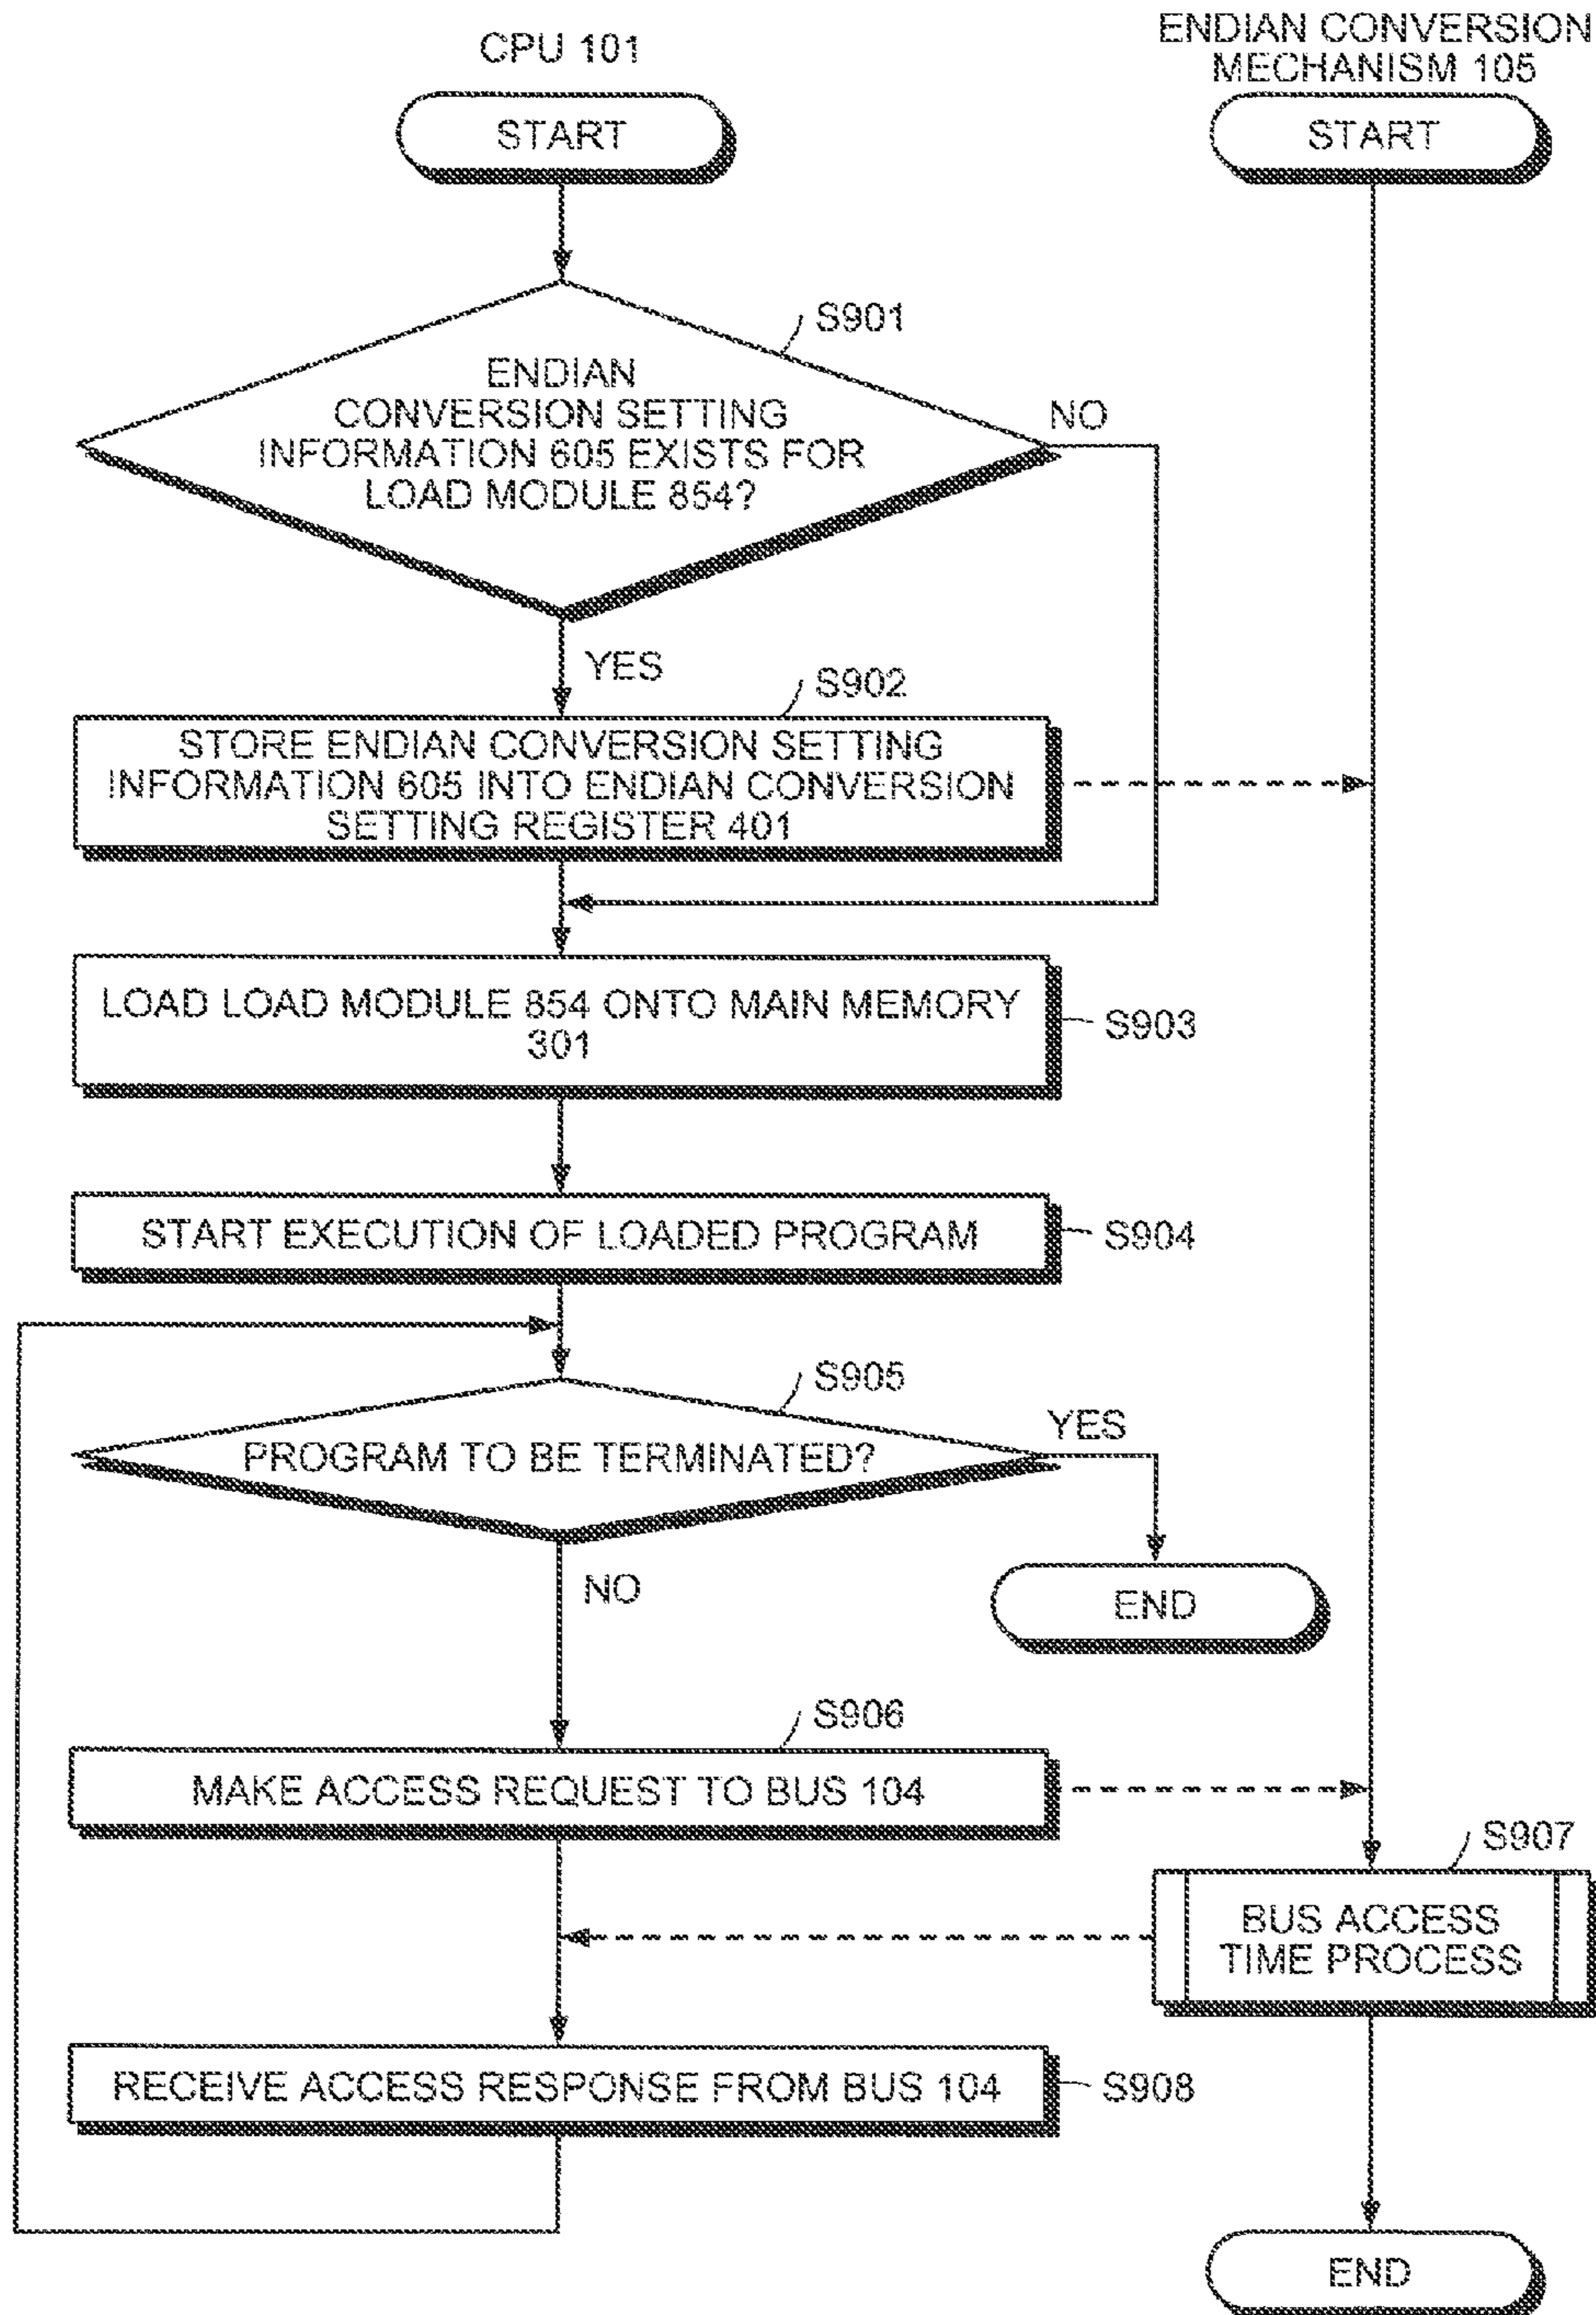 CPU 101
ENDIAN CONVERSION
MECHANISM 105
START
START
S901
ENDIAN
CONVERSION SETTING
INFORMATION 605 EXISTS FOR
LOAD MODULE 854?
NO
YES
S902
STORE ENDIAN CONVERSION SETTING
INFORMATION 605 INTO ENDIAN CONVERSION
SETTING REGISTER 401
LOAD LOAD MODULE 854 ONTO MAIN MEMORY
301
S903
START EXECUTION OF LOADED PROGRAM
S904
S905
PROGRAM TO BE TERMINATED?
YES
NO
END
S906
MAKE ACCESS REQUEST TO BUS 104
S907
BUS ACCESS
TIME PROCESS
RECEIVE ACCESS RESPONSE FROM BUS 104
S908
END